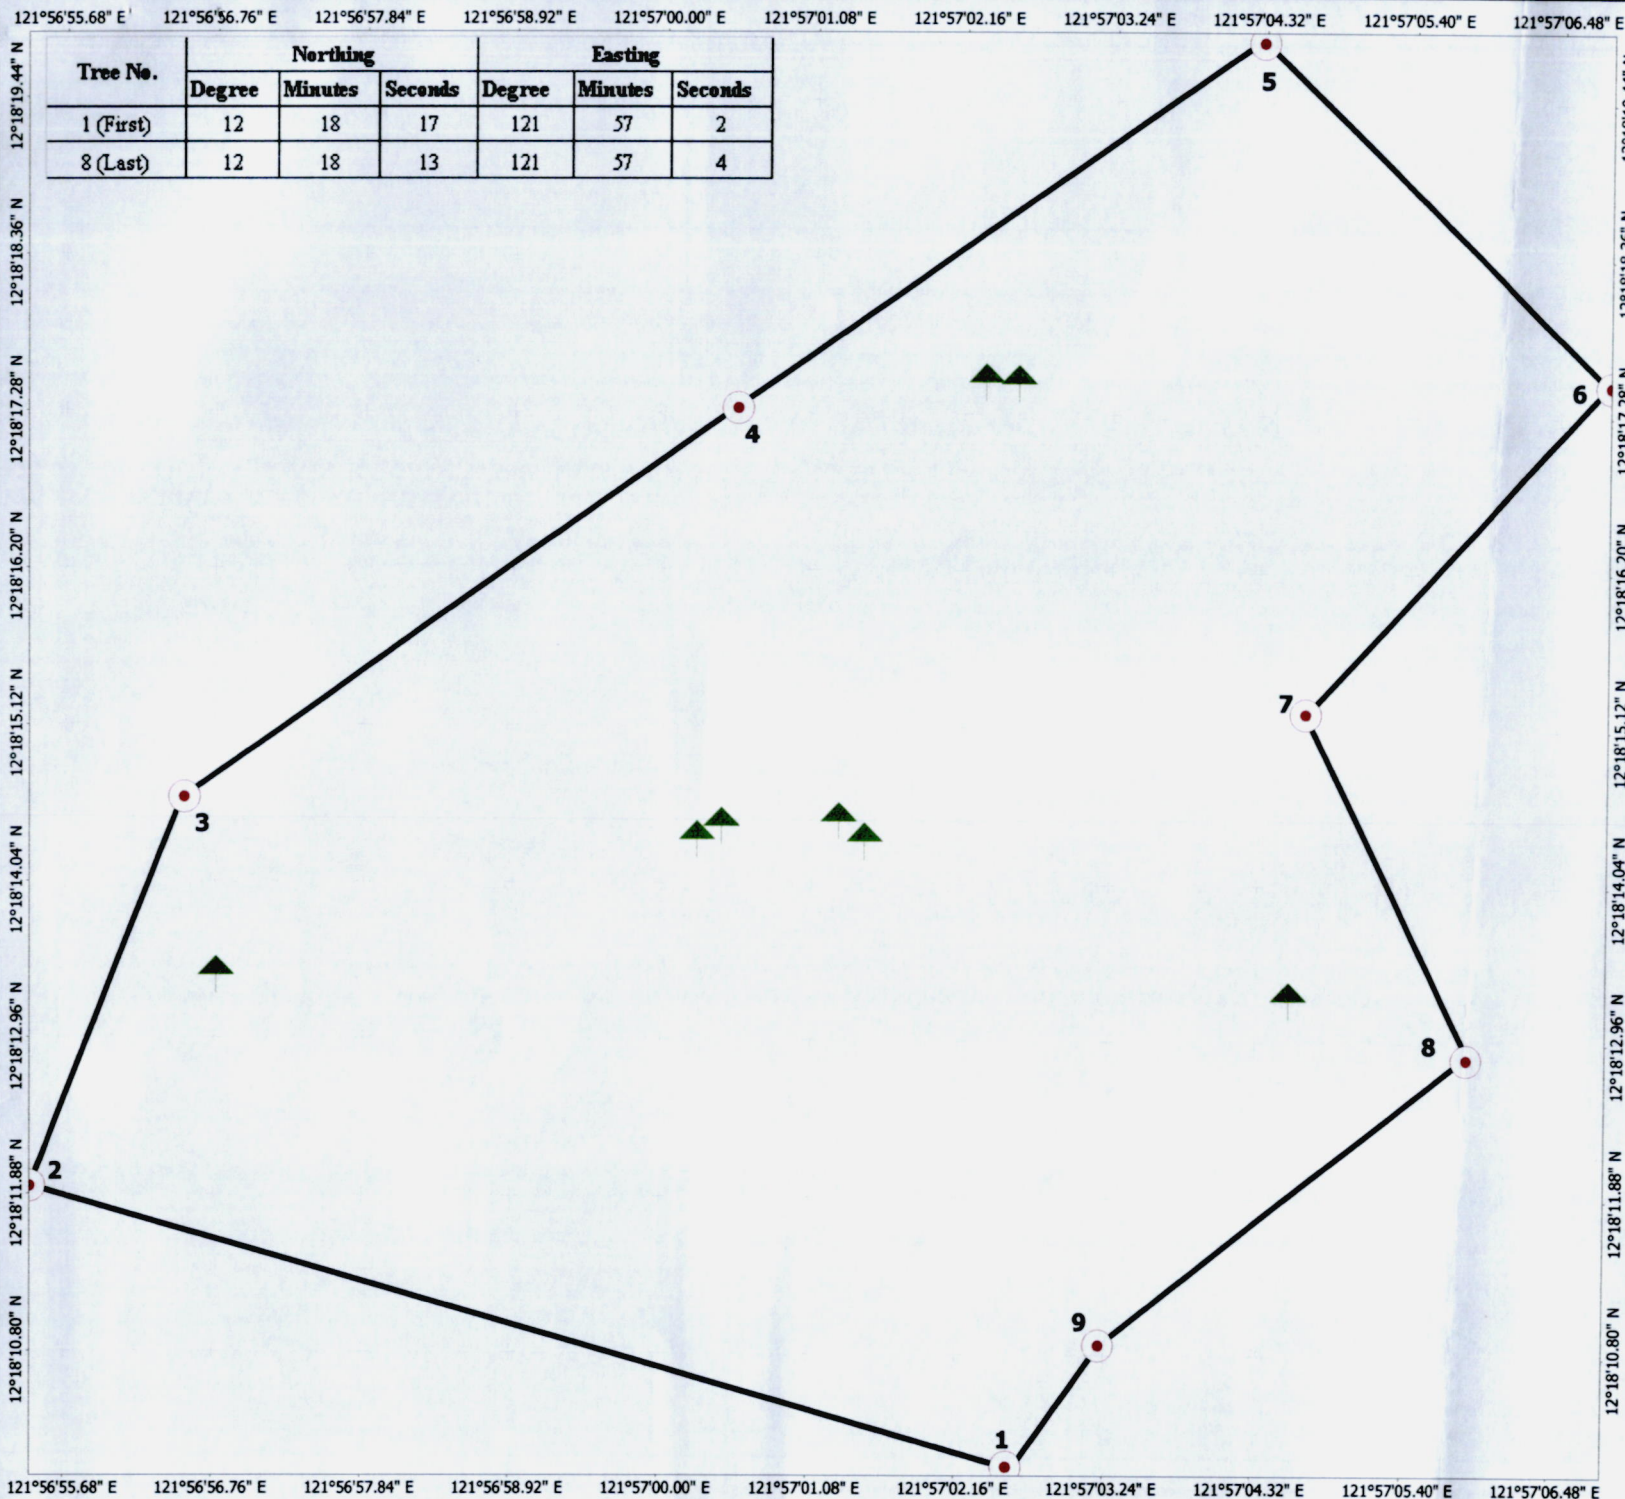 121°56'55.68" E 121°56'56.76" E 121°56'57.84" E 121°56'58.92" E 121°57'00.00" E 121°57'01.08" E 121°57'02.16" E 121°57'03.24" E 121°57'04.32" E 121°57'05.40" E 121°57'06.48" E
Tree No. Northing Easting
Degree Minutes Seconds Degree Minutes Seconds
1 (First) 12 18 17 121 57 2
8 (Last) 12 18 13 121 57 4
12°18'19.44" N
12°18'18.36" N
12°18'17.28" N
12°18'16.20" N
12°18'15.12" N
12°18'14.04" N
12°18'12.96" N
12°18'11.88" N
12°18'10.80" N
5
6
4
7
3
8
2
9
1
12°18'17.28" N
12°18'16.20" N
12°18'15.12" N
12°18'14.04" N
12°18'12.96" N
12°18'11.88" N
12°18'10.80" N
121°56'55.68" E 121°56'56.76" E 121°56'57.84" E 121°56'58.92" E 121°57'00.00" E 121°57'01.08" E 121°57'02.16" E 121°57'03.24" E 121°57'04.32" E 121°57'05.40" E 121°57'06.48" E